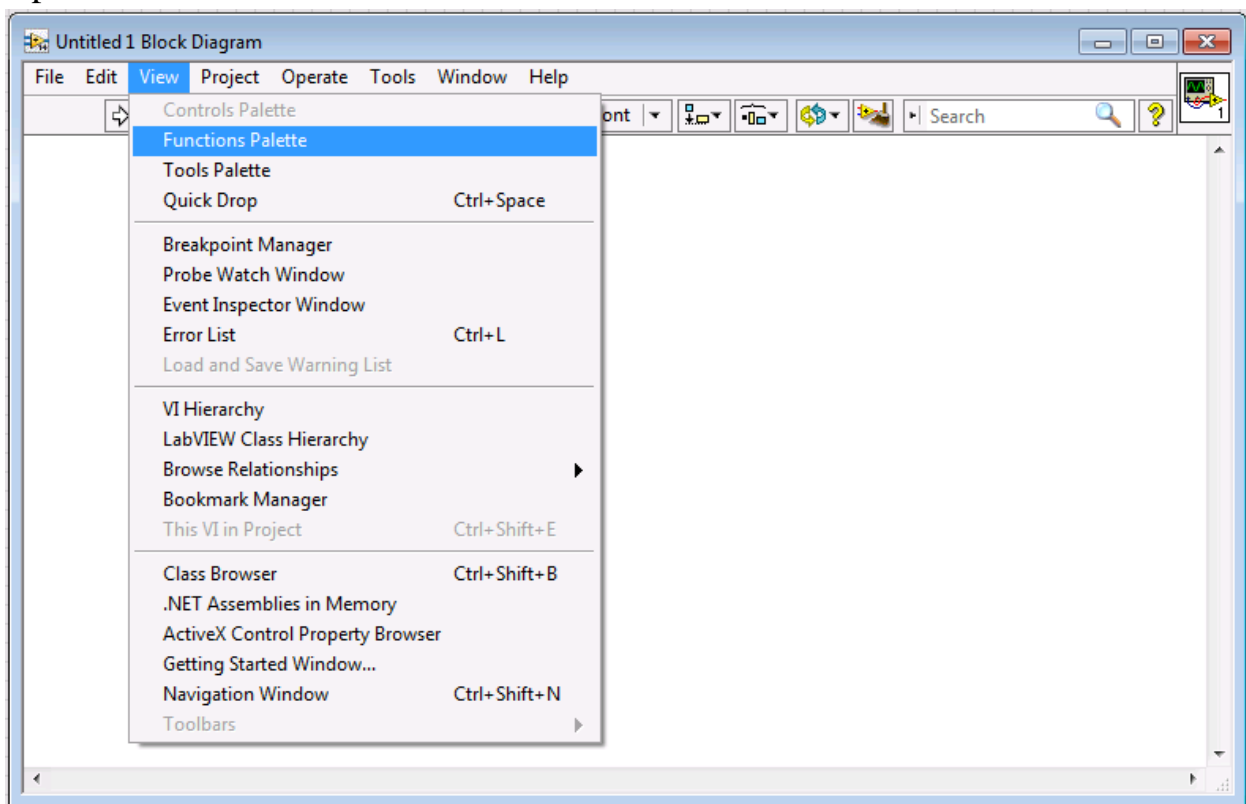 Untitled 1 Block Diagram
File Edit View Project Operate Tools Window Help
ont Search
1
Controls Palette
Functions Palette
Tools Palette
Quick Drop Ctrl+Space
Breakpoint Manager
Probe Watch Window
Event Inspector Window
Error List Ctrl+L
Load and Save Warning List
VI Hierarchy
LabVIEW Class Hierarchy
Browse Relationships
Bookmark Manager
This VI in Project Ctrl+Shift+E
Class Browser Ctrl+Shift+B
.NET Assemblies in Memory
ActiveX Control Property Browser
Getting Started Window...
Navigation Window Ctrl+Shift+N
Toolbars